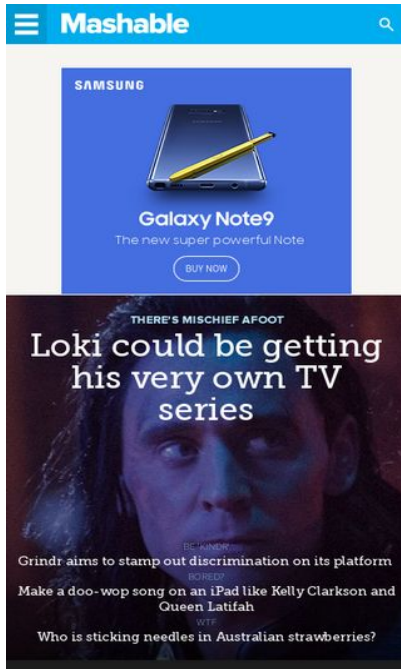 Mashable
SAMSUNG
Galaxy Note9
The new super powerful Note
BUY NOW
THERE'S MISCHIEF AFOOT
Loki could be getting
his very own TV
series
BE 'KINDR'
Grindr aims to stamp out discrimination on its platform
BORED?
Make a doo-wop song on an iPad like Kelly Clarkson and
Queen Latifah
WTF
Who is sticking needles in Australian strawberries?